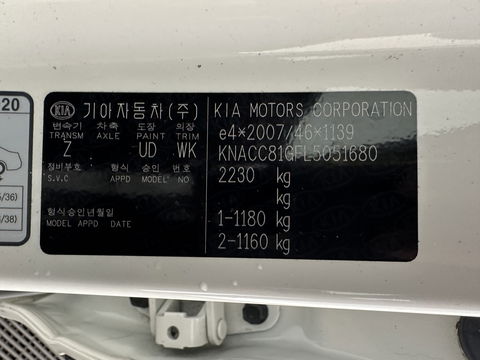 20
KIA 기아자동차(주)
변속기 차축 도장 의장
TRANSM AXLE PAINT TRIM
Z UD WK
정비부호 형식 승인 번호
S.V.C APPD MODEL NO
형식승인년월일
MODEL APPD DATE
KIA MOTORS CORPORATION
e4*2007/46*1139
KNACC81GFL5051680
2230 kg
kg
1-1180 kg
2-1160 kg
/36)
/38)